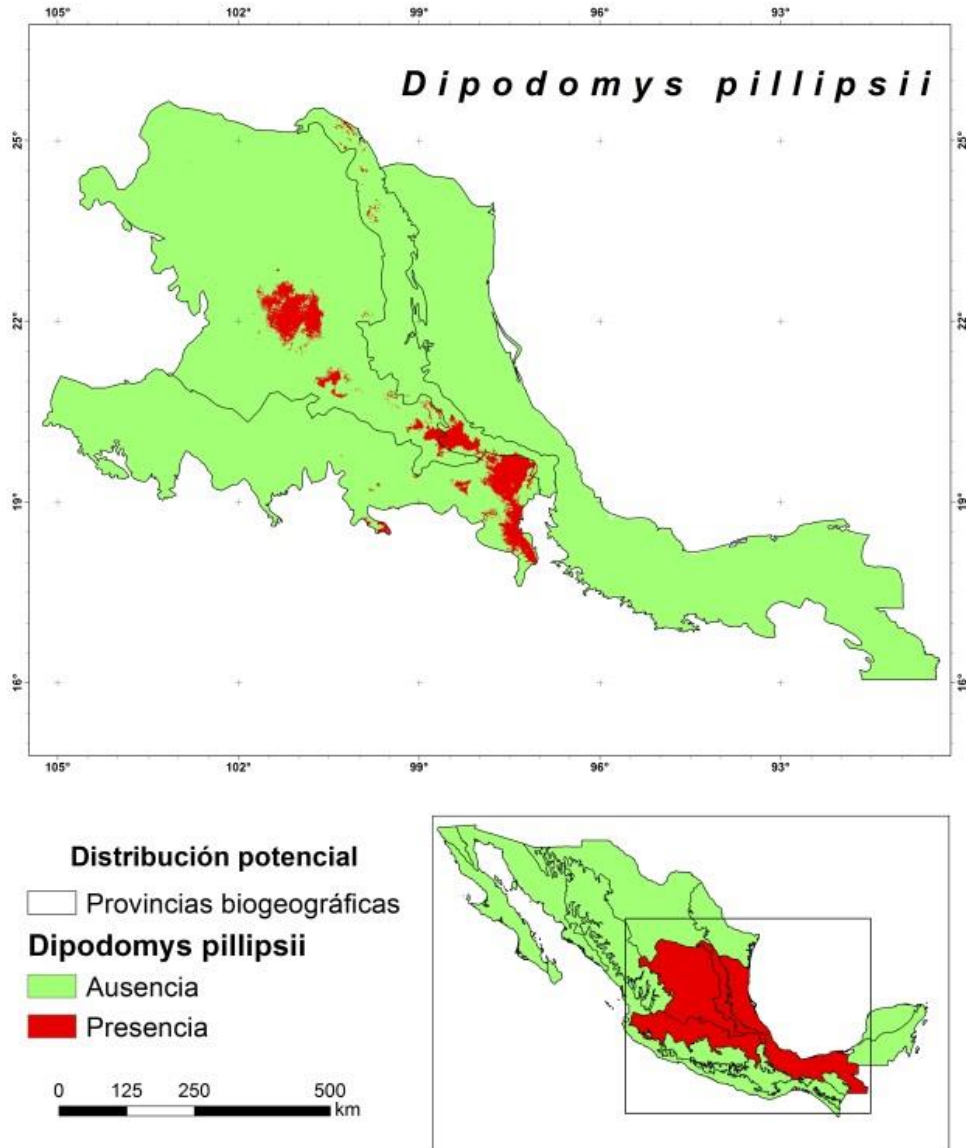 105° 102° 99° 96° 93°
Dipodomys pillipsii
25° 25°
22° 22°
19° 19°
16° 16°
105° 102° 99° 96° 93°
Distribución potencial
Provincias biogeográficas
Dipodomys pillipsii
Ausencia
Presencia
0 125 250 500
km